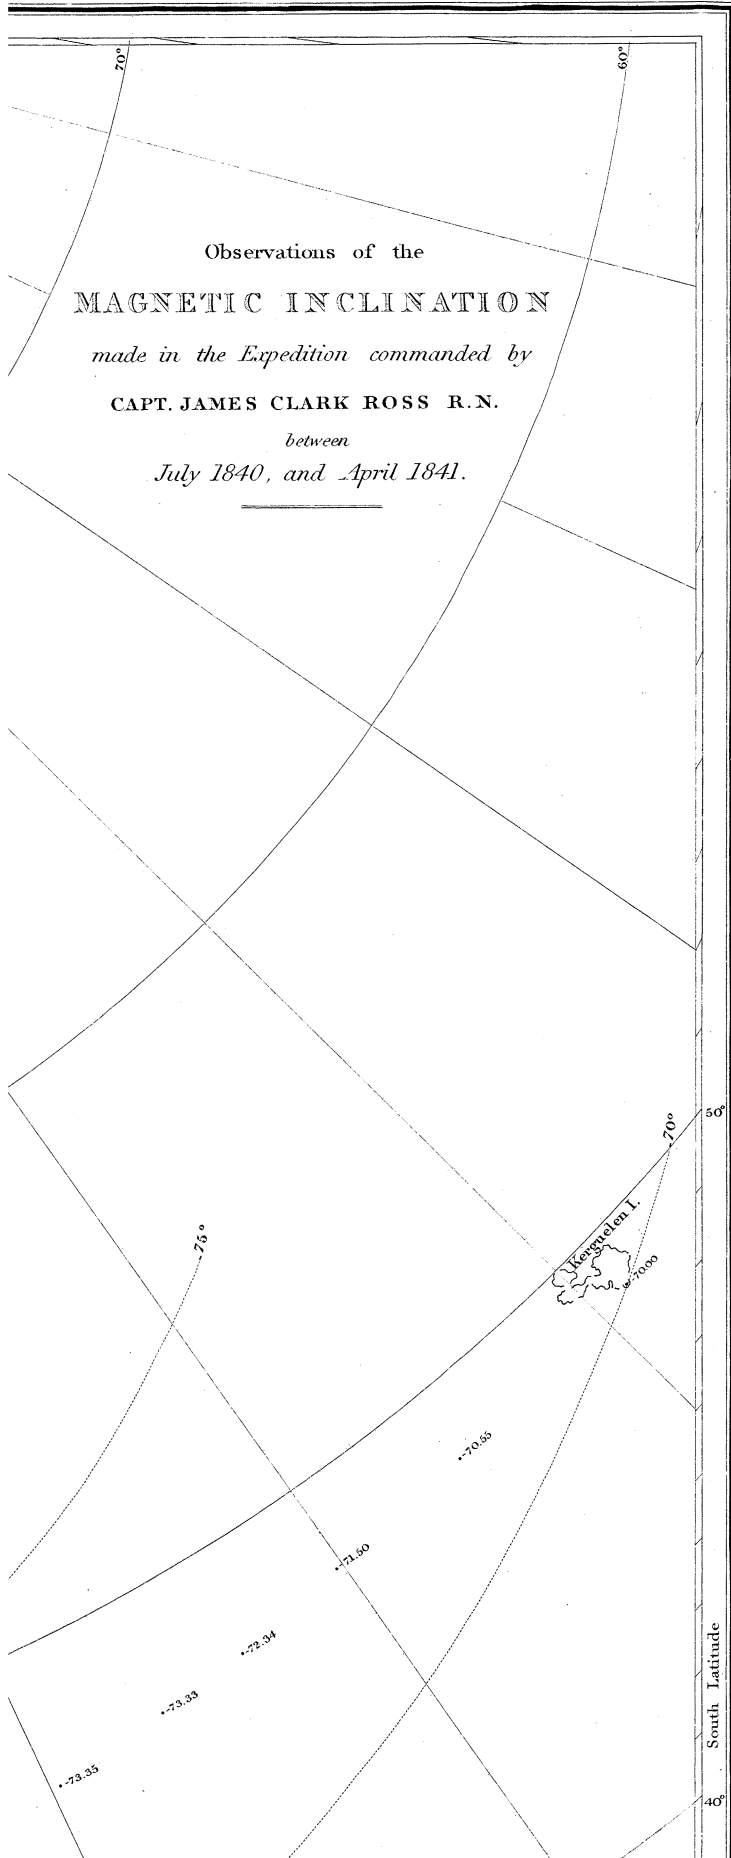 70°
60°
Observations of the
MAGNETIC INCLINATION
made in the Expedition commanded by
CAPT. JAMES CLARK ROSS R.N.
between
July 1840, and April 1841.
50°
-70°
-75°
Kerguelen I.
-70.00
-70.55
-71.50
-72.34
-73.33
-73.35
South Latitude
40°